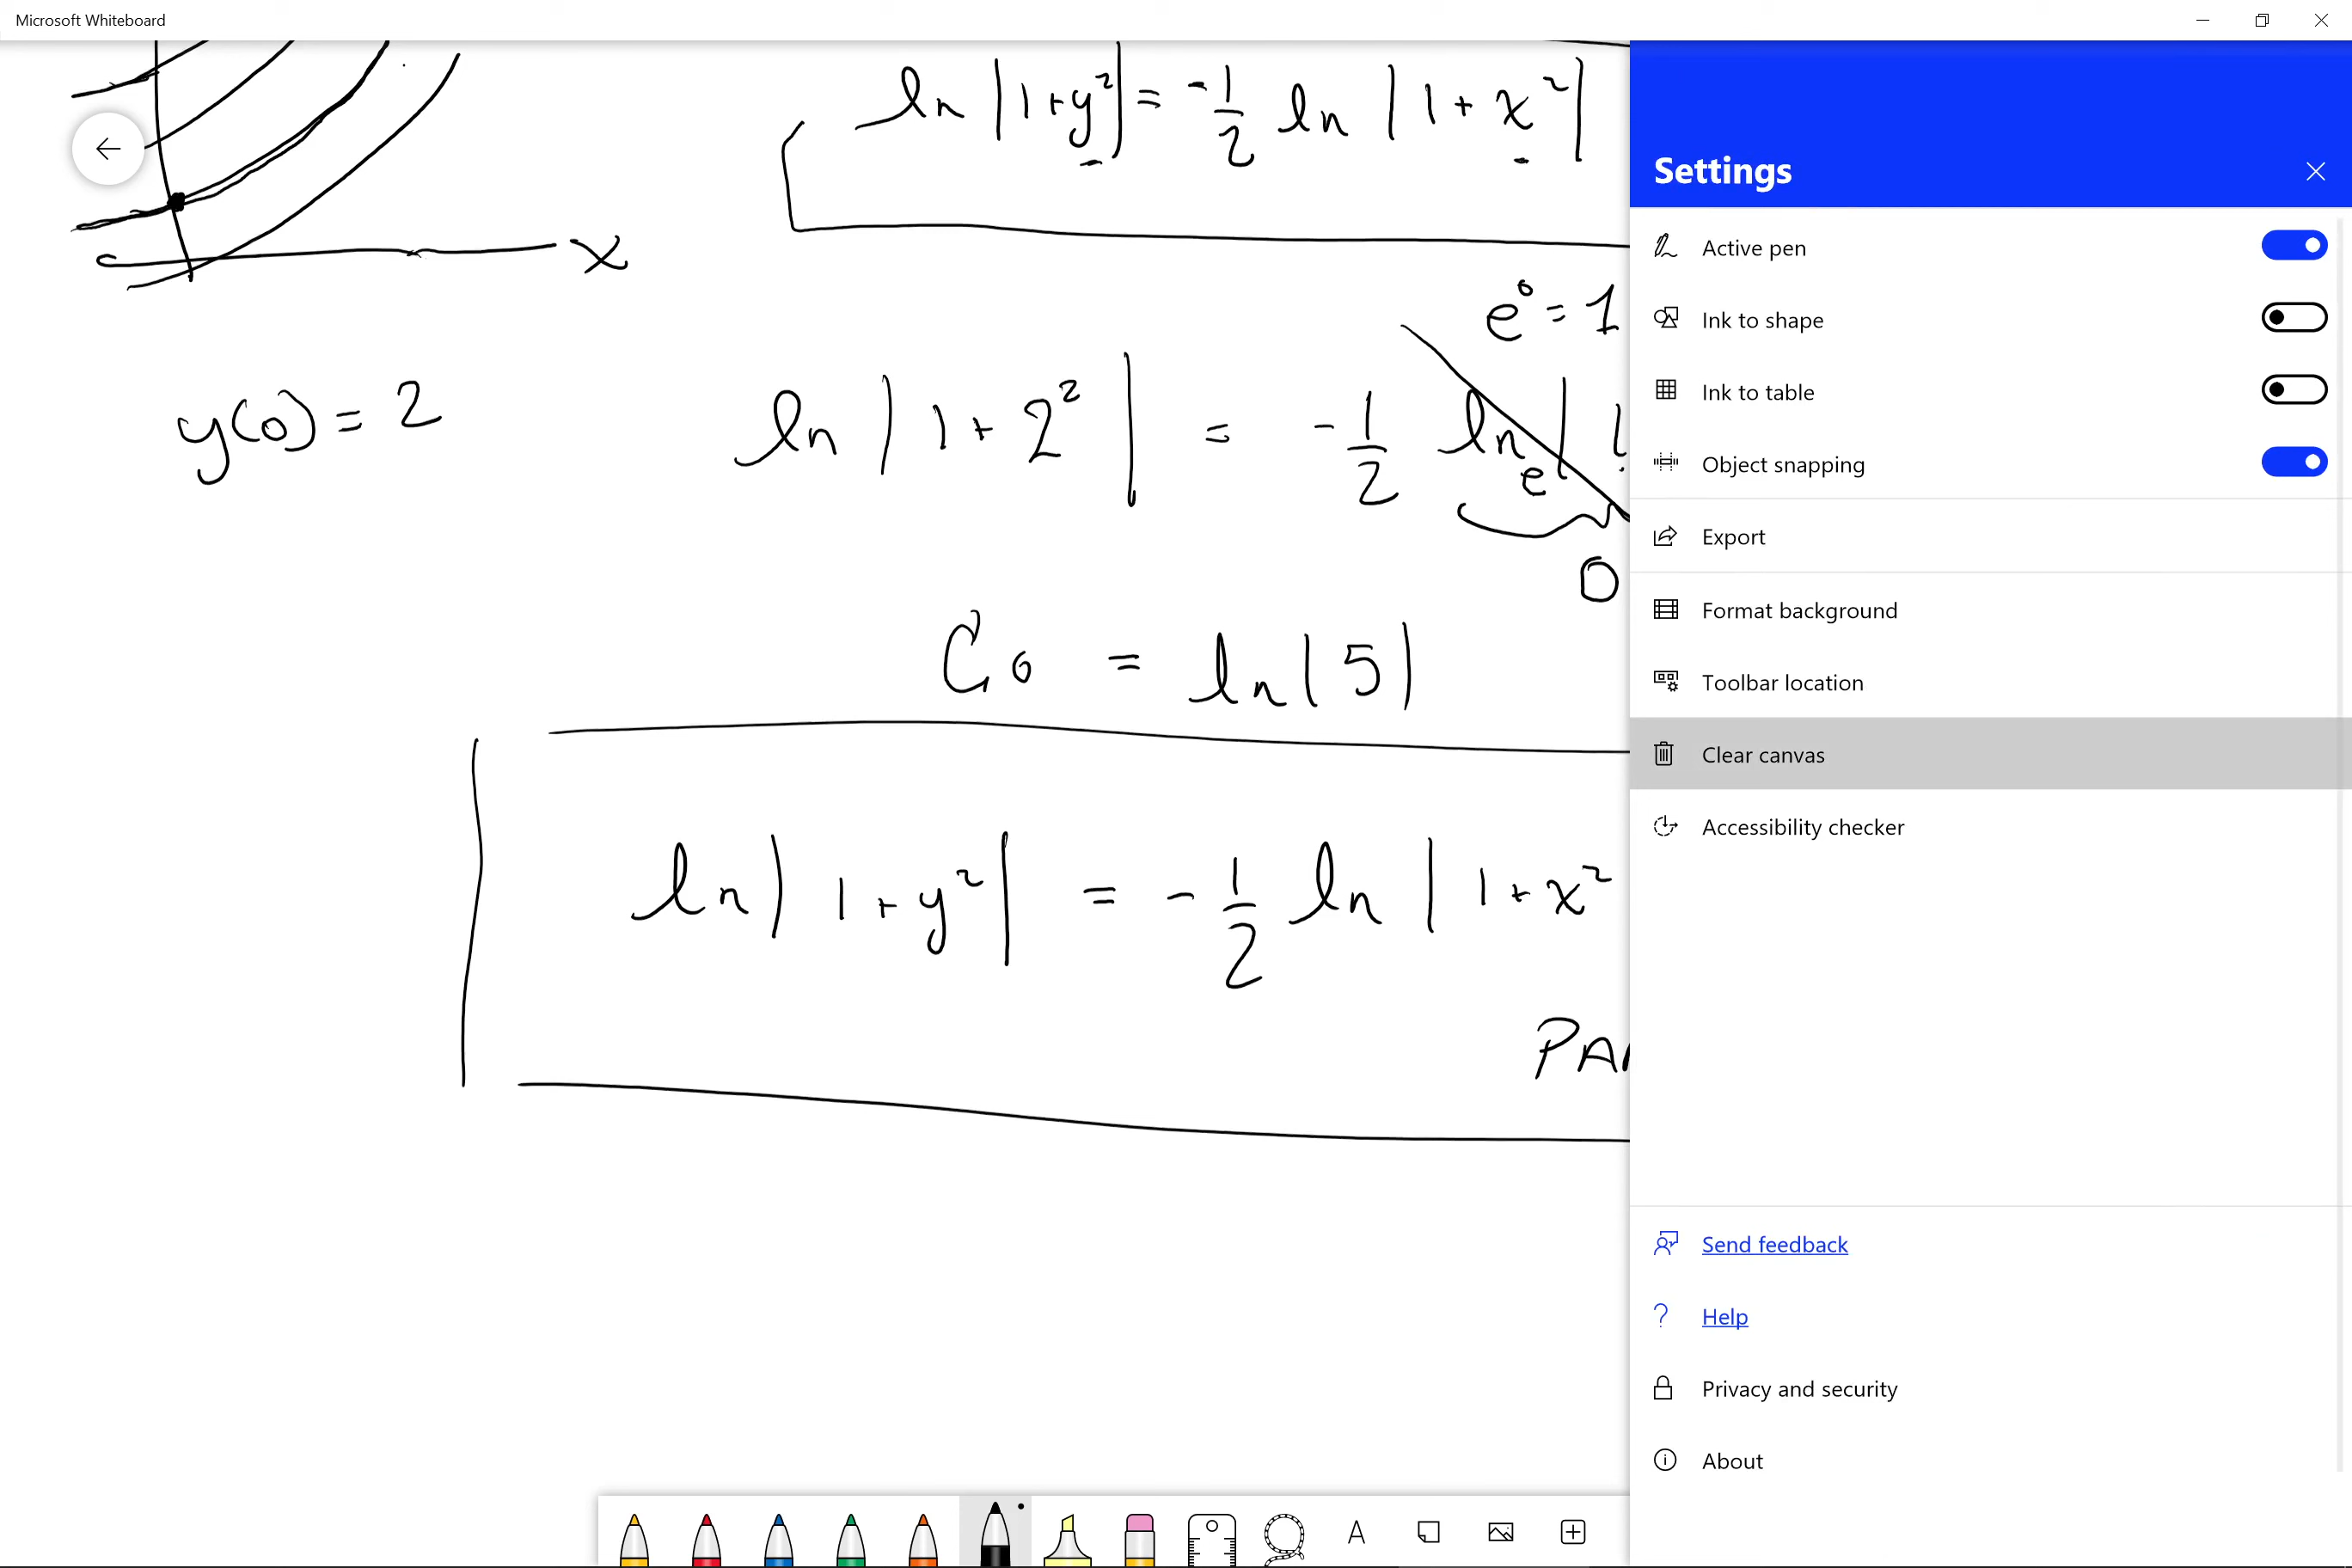 Microsoft Whiteboard
ln |1+y²| = -1/2 ln |1+x²|
x
e⁰ = 1
y(0) = 2
ln |1+2²| = -1/2 lnₑ|1
0
C₀ = ln|5|
ln|1+y²| = -1/2 ln |1+x²
Settings
Active pen
Ink to shape
Ink to table
Object snapping
Export
Format background
Toolbar location
Clear canvas
Accessibility checker
Send feedback
Help
Privacy and security
About
A